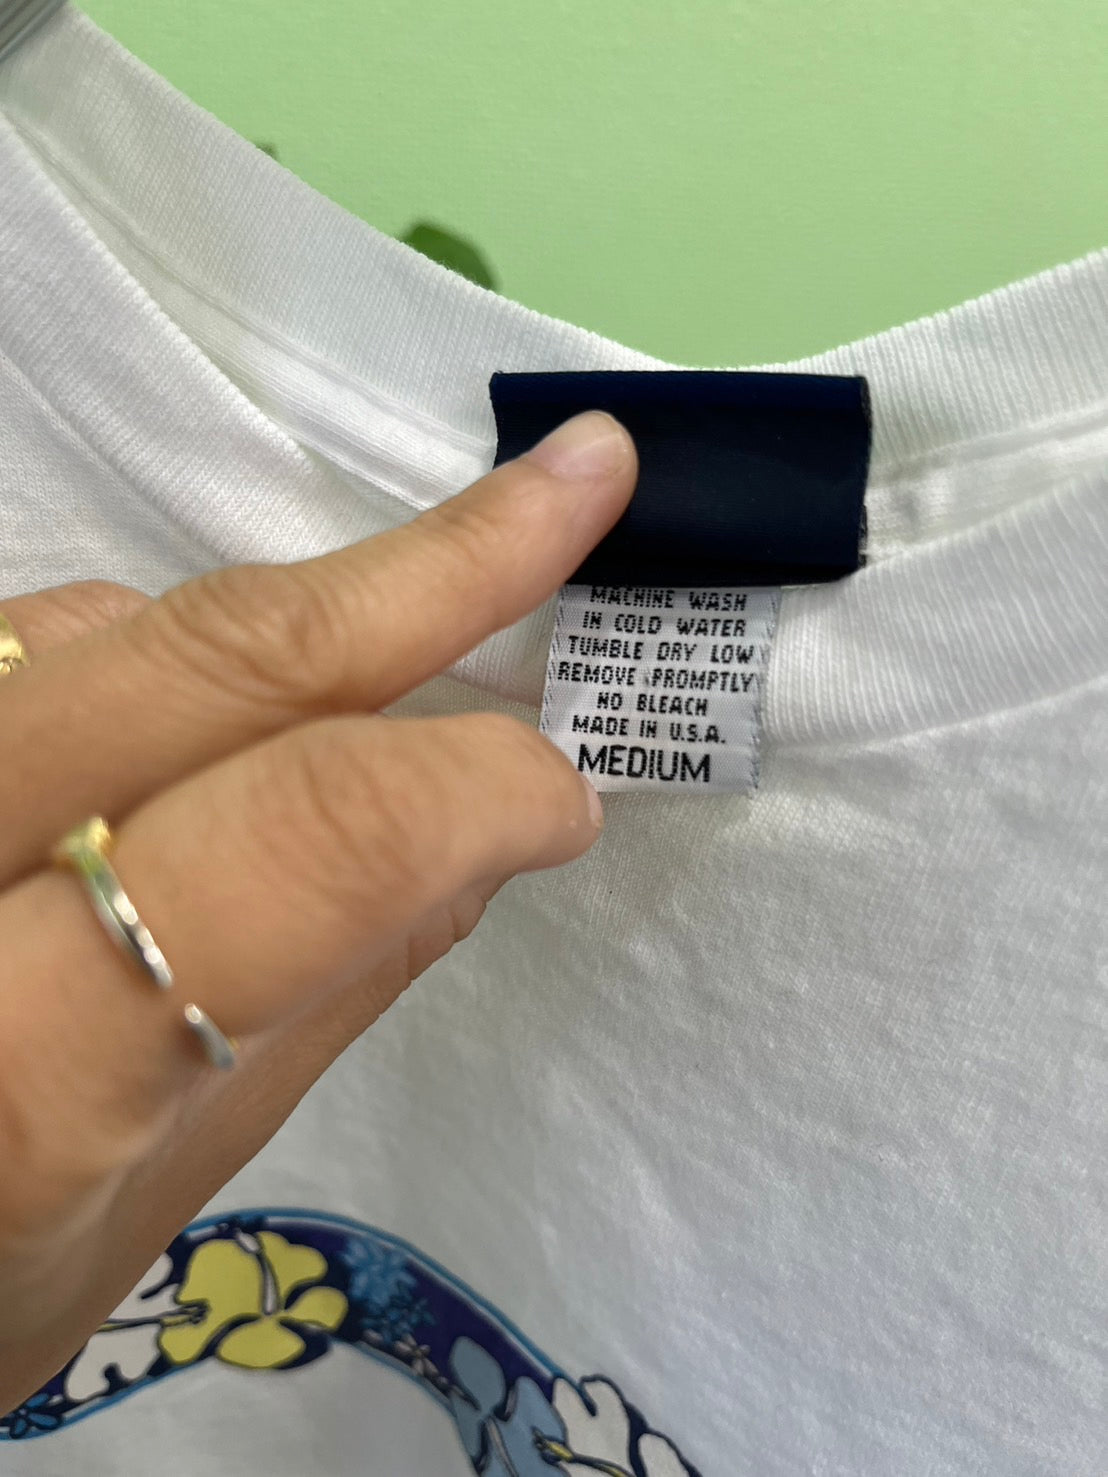 MACHINE WASH
IN COLD WATER
TUMBLE DRY LOW
REMOVE PROMPTLY
NO BLEACH
MADE IN U.S.A.
MEDIUM